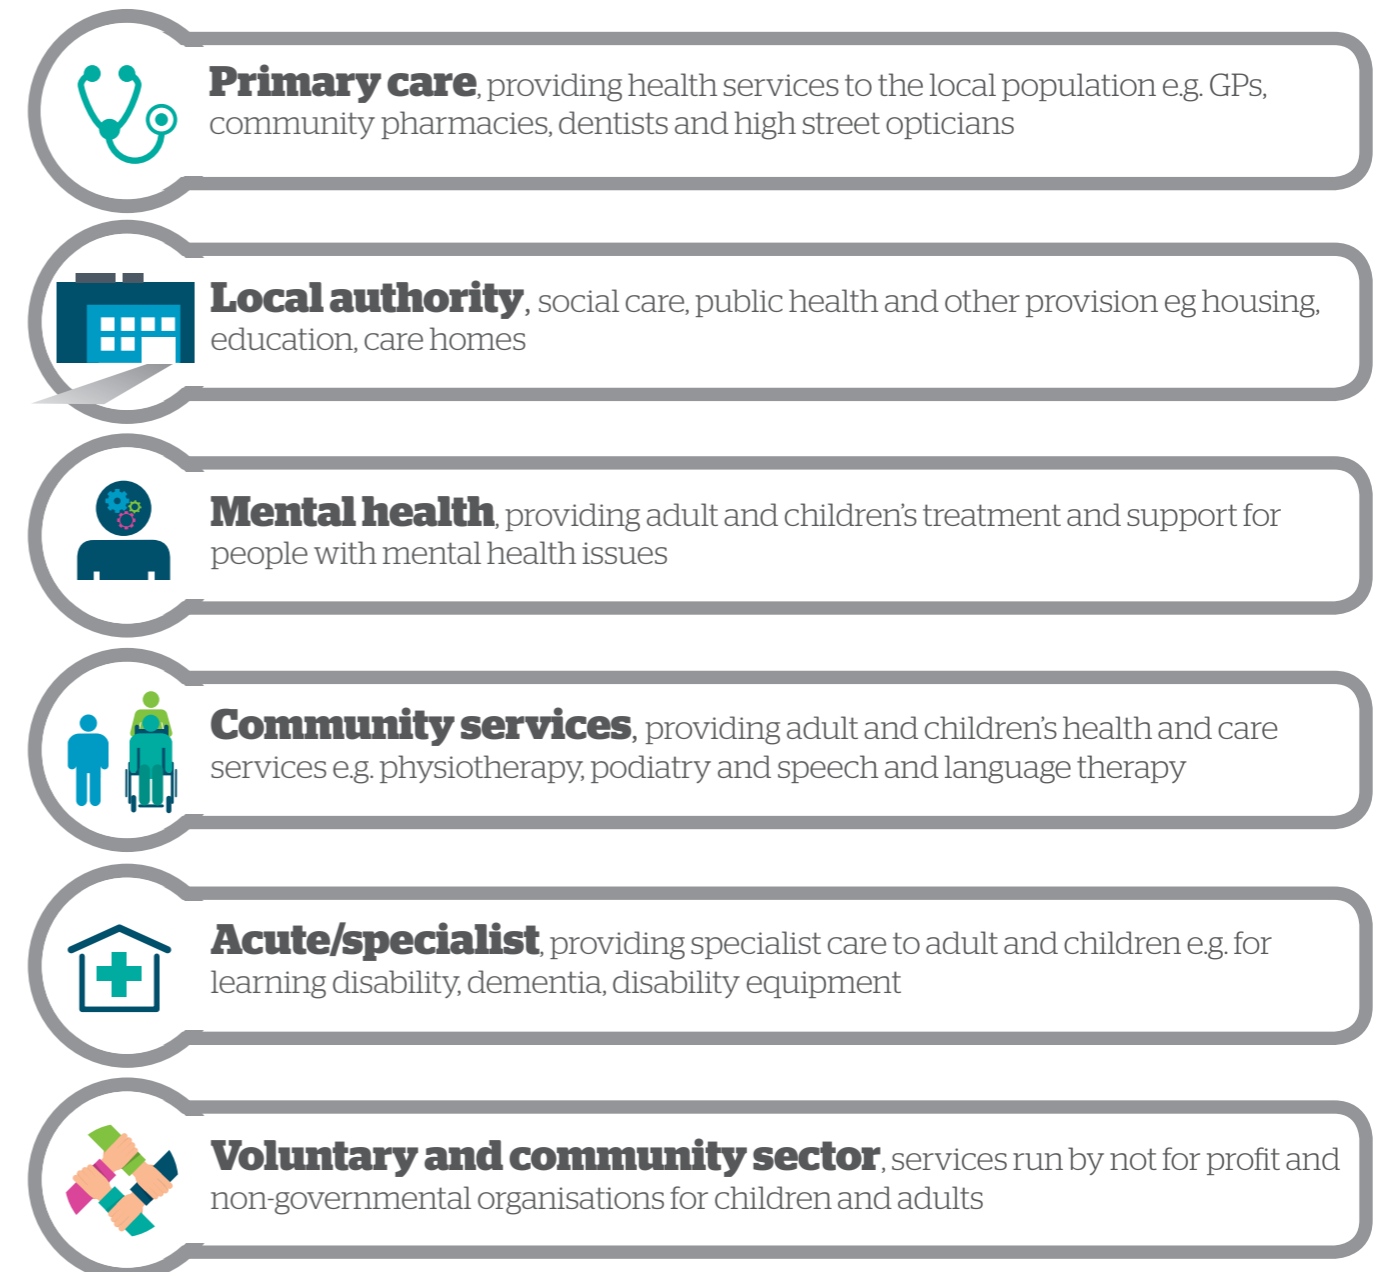 Primary care, providing health services to the local population e.g. GPs,
community pharmacies, dentists and high street opticians
Local authority, social care, public health and other provision eg housing,
education, care homes
Mental health, providing adult and children's treatment and support for
people with mental health issues
Community services, providing adult and children's health and care
services e.g. physiotherapy, podiatry and speech and language therapy
Acute/specialist, providing specialist care to adult and children e.g. for
learning disability, dementia, disability equipment
Voluntary and community sector, services run by not for profit and
non-governmental organisations for children and adults